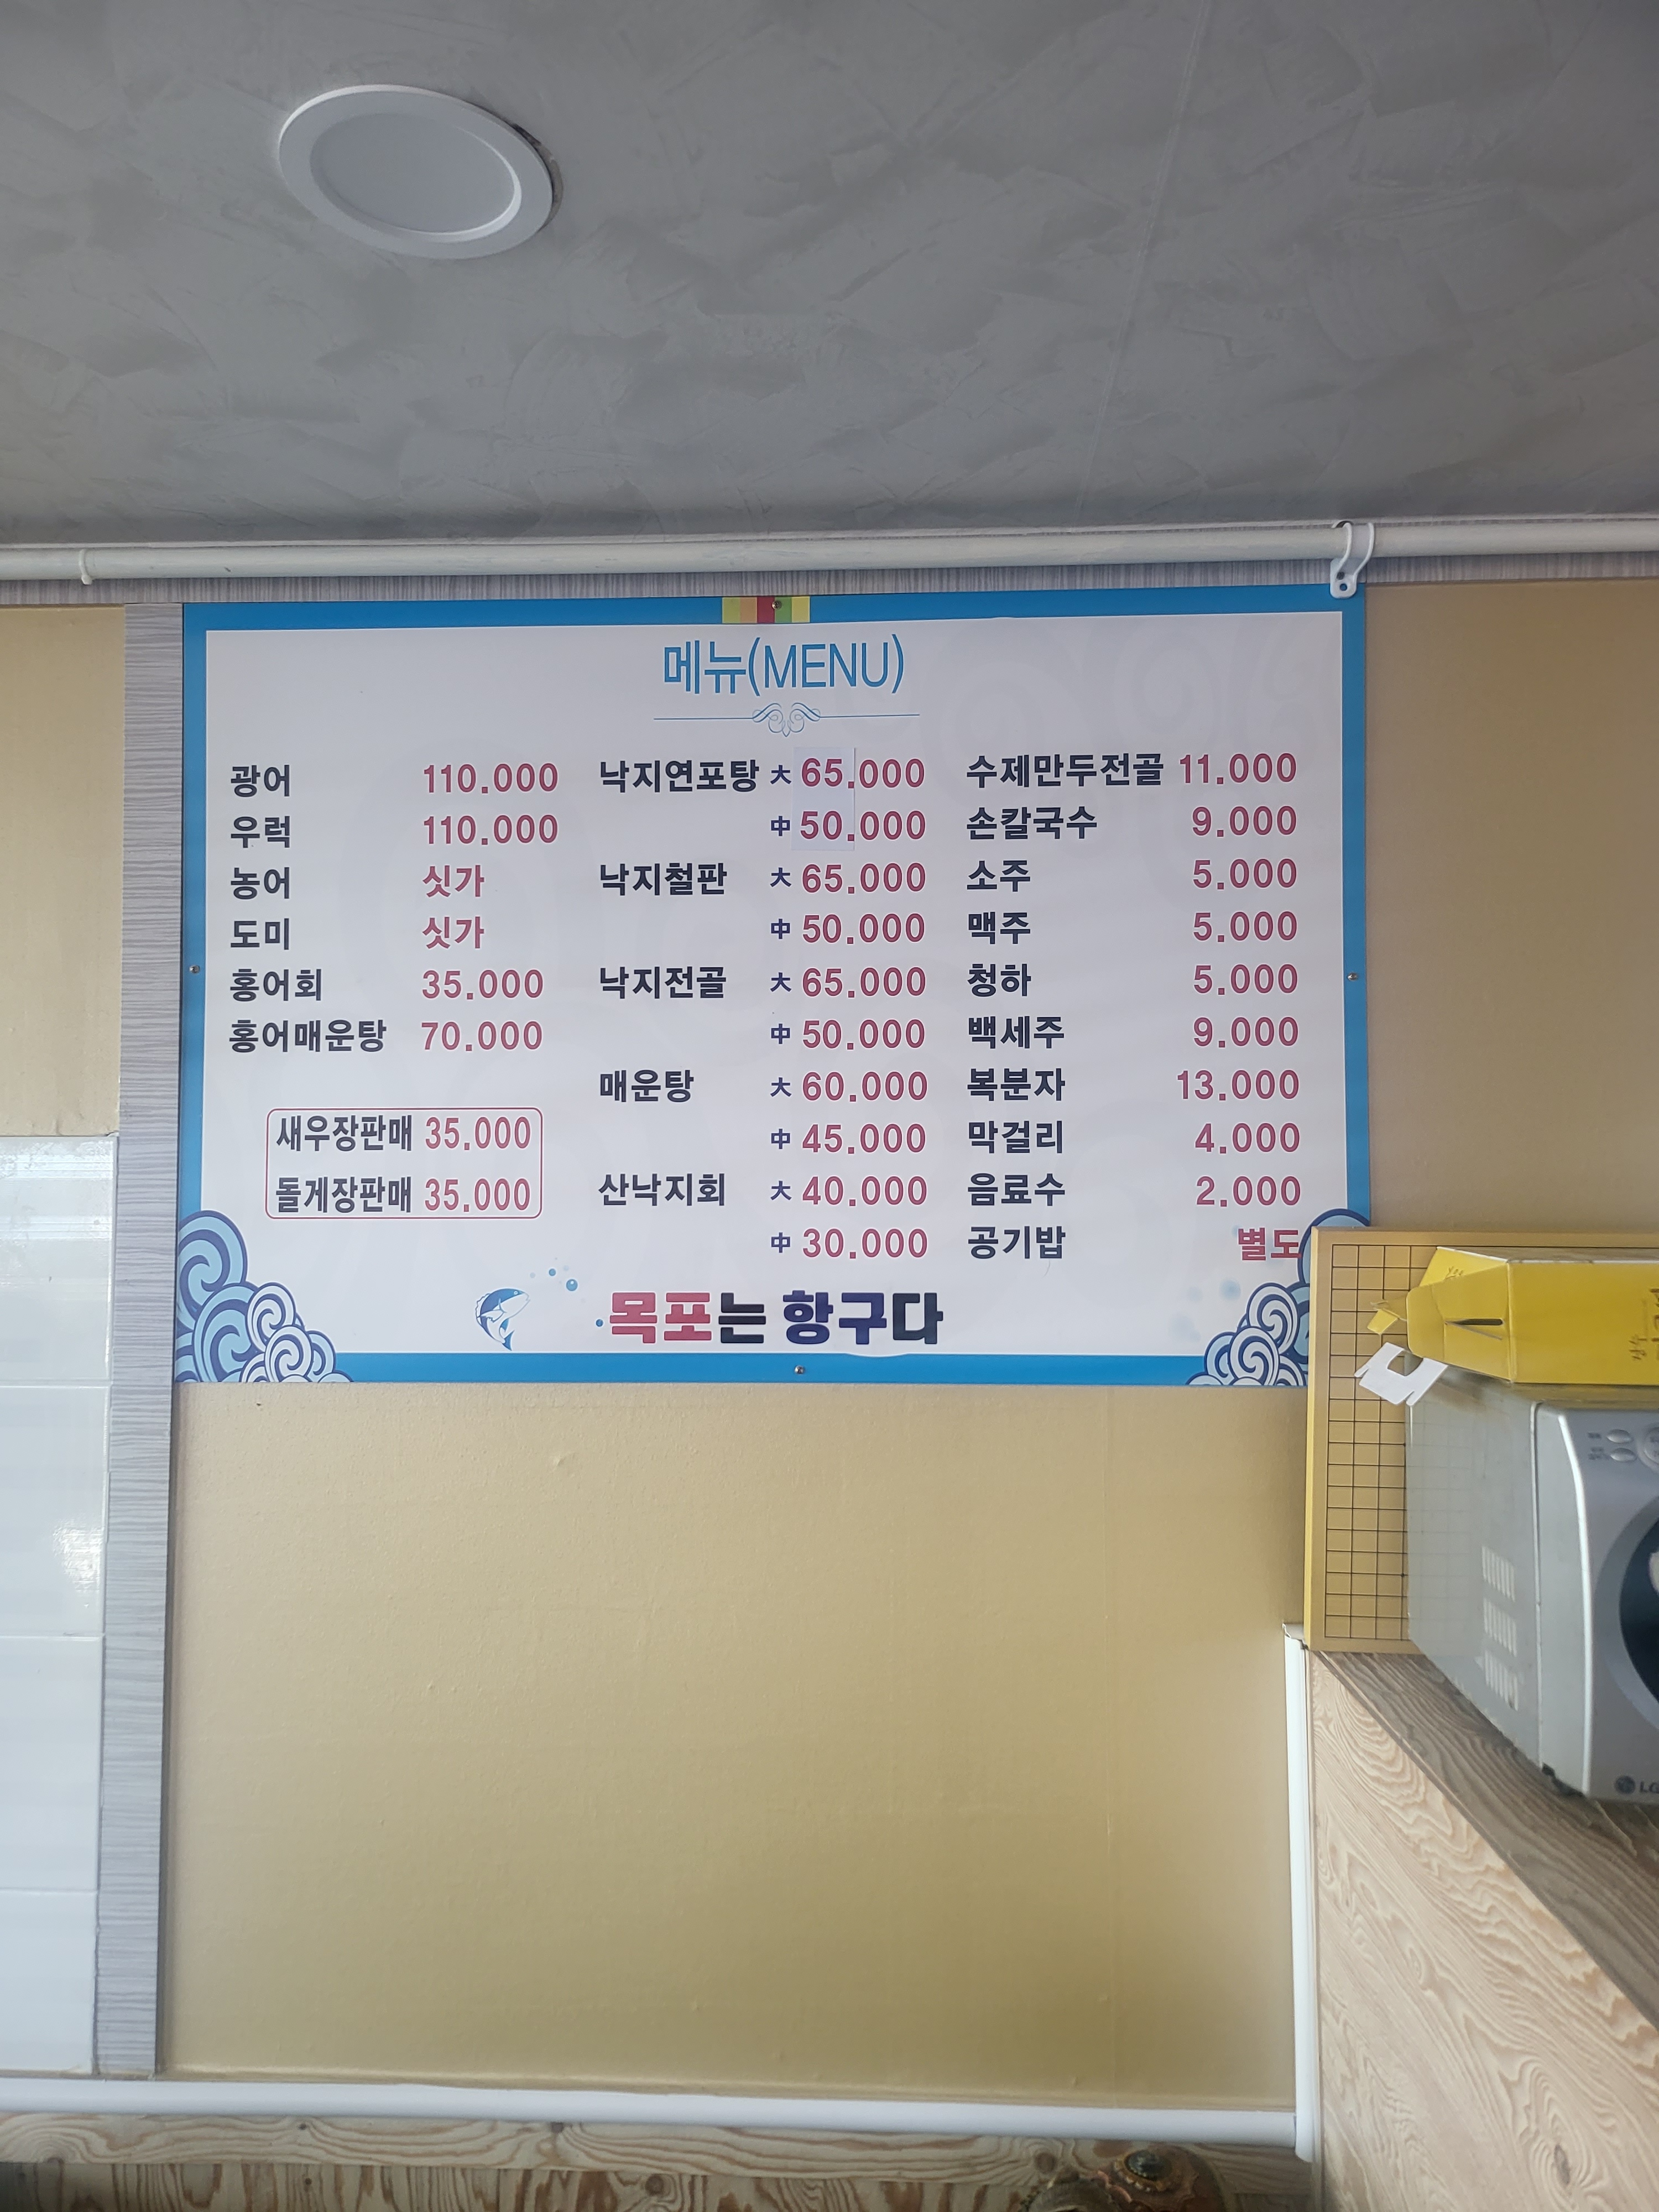 메뉴(MENU)
광어 110.000
우럭 110.000
농어 싯가
도미 싯가
홍어회 35.000
홍어매운탕 70.000
새우장판매 35.000
돌게장판매 35.000
낙지연포탕 大 65.000
中 50.000
낙지철판 大 65.000
中 50.000
낙지전골 大 65.000
中 50.000
매운탕 大 60.000
中 45.000
산낙지회 大 40.000
中 30.000
수제만두전골 11.000
손칼국수 9.000
소주 5.000
맥주 5.000
청하 5.000
백세주 9.000
복분자 13.000
막걸리 4.000
음료수 2.000
공기밥 별도
목포는 항구다
LG